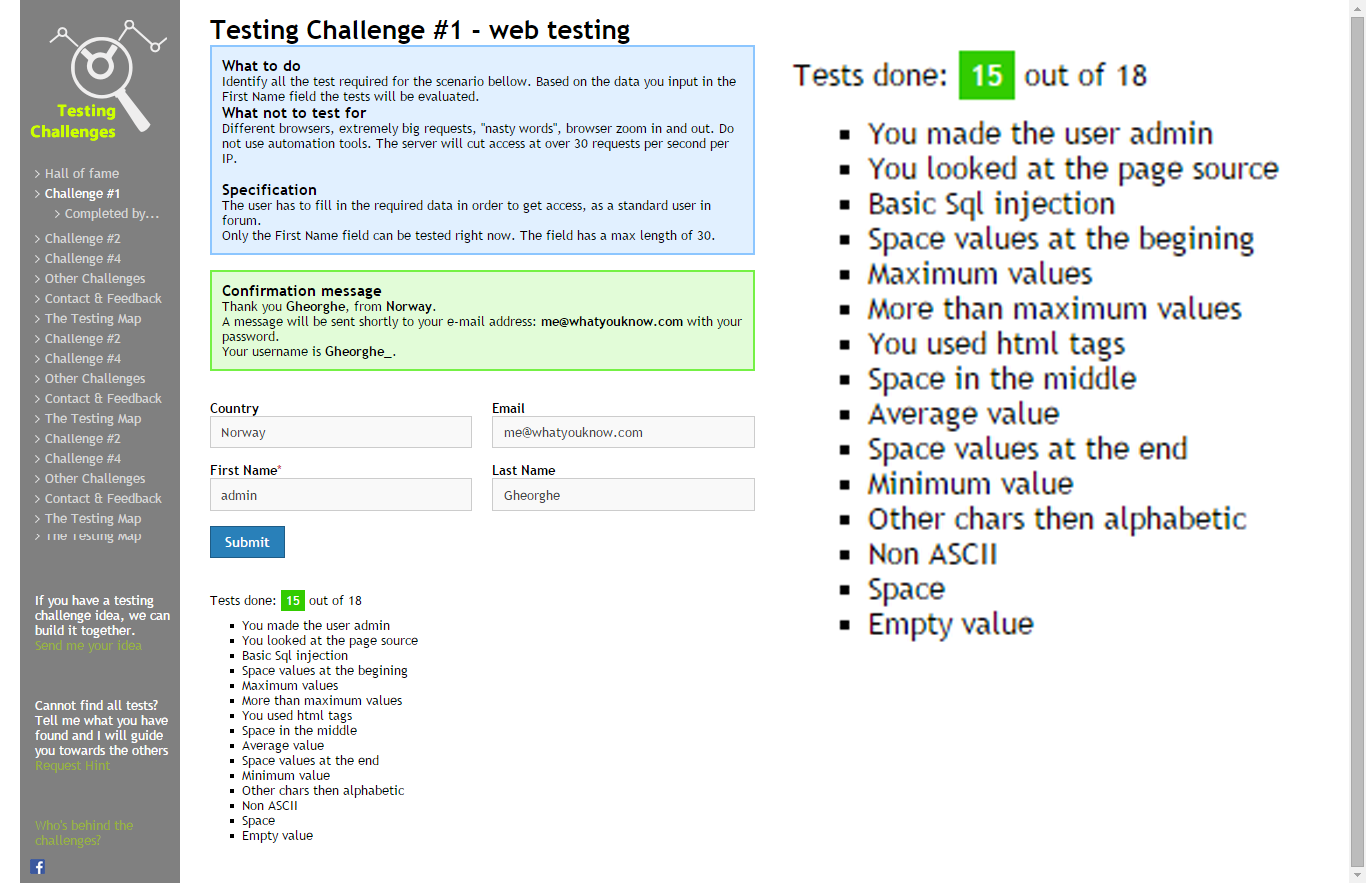 Testing
Challenges
Hall of fame
Challenge #1
Completed by...
Challenge #2
Challenge #4
Other Challenges
Contact & Feedback
The Testing Map
Challenge #2
Challenge #4
Other Challenges
Contact & Feedback
The Testing Map
Challenge #2
Challenge #4
Other Challenges
Contact & Feedback
The Testing Map
The Testing Map
If you have a testing
challenge idea, we can
build it together.
Send me your idea
Cannot find all tests?
Tell me what you have
found and I will guide
you towards the others
Request Hint
Who's behind the
challenges?
Testing Challenge #1 - web testing
What to do
Identify all the test required for the scenario bellow. Based on the data you input in the
First Name field the tests will be evaluated.
What not to test for
Different browsers, extremely big requests, "nasty words", browser zoom in and out. Do
not use automation tools. The server will cut access at over 30 requests per second per
IP.
Specification
The user has to fill in the required data in order to get access, as a standard user in
forum.
Only the First Name field can be tested right now. The field has a max length of 30.
Confirmation message
Thank you Gheorghe, from Norway.
A message will be sent shortly to your e-mail address: me@whatyouknow.com with your
password.
Your username is Gheorghe_.
Country Email
Norway me@whatyouknow.com
First Name* Last Name
admin Gheorghe
Submit
Tests done: 15 out of 18
You made the user admin
You looked at the page source
Basic Sql injection
Space values at the begining
Maximum values
More than maximum values
You used html tags
Space in the middle
Average value
Space values at the end
Minimum value
Other chars then alphabetic
Non ASCII
Space
Empty value
Tests done: 15 out of 18
You made the user admin
You looked at the page source
Basic Sql injection
Space values at the begining
Maximum values
More than maximum values
You used html tags
Space in the middle
Average value
Space values at the end
Minimum value
Other chars then alphabetic
Non ASCII
Space
Empty value